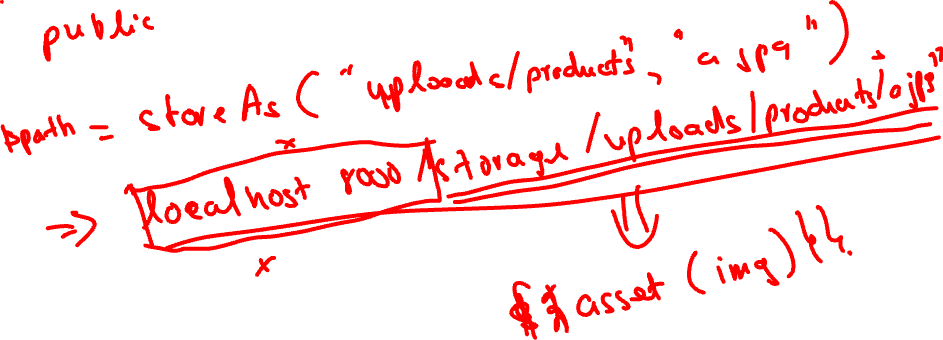 public
$path = storeAs ( "uploads/products", "a jpg" )
=> localhost 8000 /storage/uploads/products/a jpg"
{{ asset (img) }}